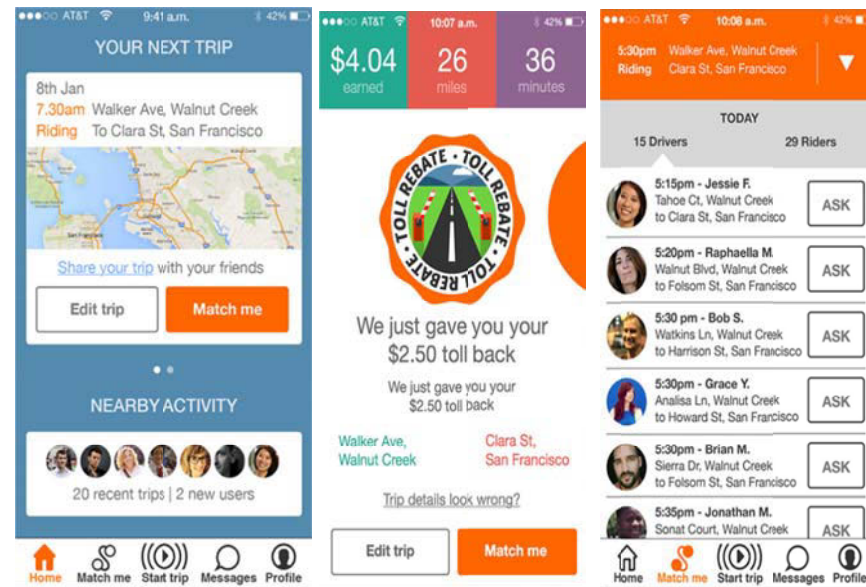 AT&T 9:41 a.m. 42%
YOUR NEXT TRIP
8th Jan
7.30am Walker Ave, Walnut Creek
Riding To Clara St, San Francisco
San Francisco
Share your trip with your friends
Edit trip
Match me
NEARBY ACTIVITY
20 recent trips | 2 new users
Home
Match me
Start trip
Messages
Profile
AT&T 10:07 a.m. 42%
$4.04
earned
26
miles
36
minutes
TOLL REBATE · TOLL REBATE ·
We just gave you your
$2.50 toll back
We just gave you your
$2.50 toll back
Walker Ave,
Walnut Creek
Clara St,
San Francisco
Trip details look wrong?
Edit trip
Match me
AT&T 10:08 a.m. 42%
5:30pm Walker Ave, Walnut Creek
Riding Clara St, San Francisco
TODAY
15 Drivers
29 Riders
5:15pm - Jessie F.
Tahoe Ct, Walnut Creek
to Clara St, San Francisco
ASK
5:20pm - Raphaella M.
Walnut Blvd, Walnut Creek
to Folsom St, San Francisco
ASK
5:30 pm - Bob S.
Watkins Ln, Walnut Creek
to Harrison St, San Francisco
ASK
5:30pm - Grace Y.
Analisa Ln, Walnut Creek
to Howard St, San Francisco
ASK
5:30pm - Brian M.
Sierra Dr, Walnut Creek
to Folsom St, San Francisco
ASK
5:35pm - Jonathan M.
Sonat Court, Walnut Creek
ASK
Home
Match me
Start trip
Messages
Profile